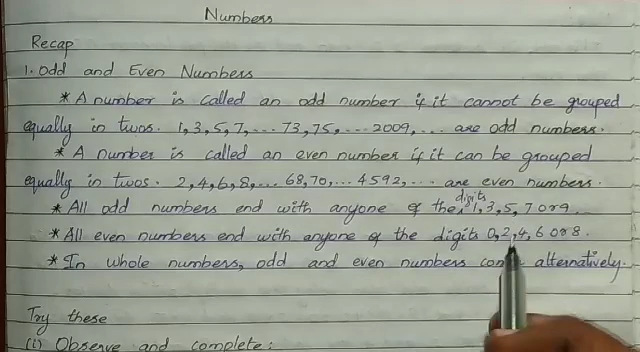 Numbers
Recap
1. Odd and Even Numbers
* A number is called an odd number if it cannot be grouped
equally in twos. 1,3,5,7,... 73,75,... 2009,... are odd numbers.
* A number is called an even number if it can be grouped
equally in twos. 2,4,6,8,... 68,70,... 4592,... are even numbers.
digits
* All odd numbers end with anyone of the 1,3,5,7 or 9.
* All even numbers end with anyone of the digits 0,2,4,6 or 8.
* In whole numbers, odd and even numbers come alternatively.
Try these
(i) Observe and complete: